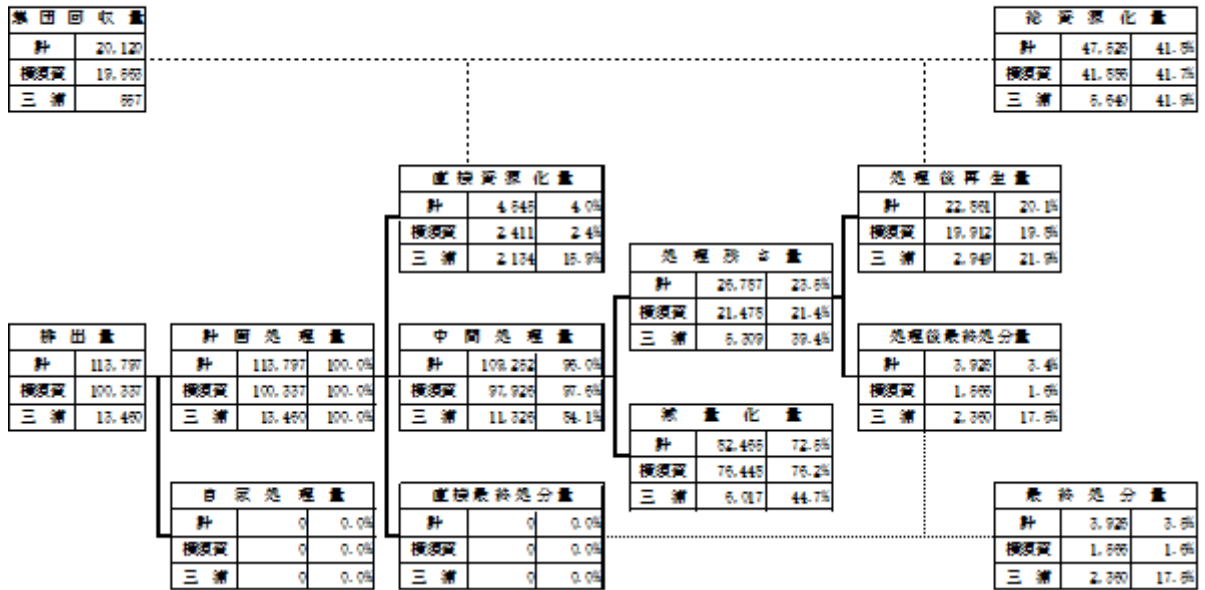 集団回収量
計 20,120
横須賀 19,563
三浦 557
総資源化量
計 47,526 41.8%
横須賀 41,886 41.7%
三浦 5,640 41.9%
直接資源化量
計 4,545 4.0%
横須賀 2,411 2.4%
三浦 2,134 15.9%
処理後再生量
計 22,861 20.1%
横須賀 19,912 19.8%
三浦 2,949 21.9%
処理残さ量
計 26,787 23.5%
横須賀 21,478 21.4%
三浦 5,309 39.4%
排出量
計 113,797
横須賀 100,337
三浦 13,460
計画処理量
計 113,797 100.0%
横須賀 100,337 100.0%
三浦 13,460 100.0%
中間処理量
計 109,252 96.0%
横須賀 97,926 97.6%
三浦 11,326 84.1%
処理後最終処分量
計 3,926 3.4%
横須賀 1,566 1.6%
三浦 2,360 17.5%
減量化量
計 82,465 72.5%
横須賀 76,448 76.2%
三浦 6,017 44.7%
自家処理量
計 0 0.0%
横須賀 0 0.0%
三浦 0 0.0%
直接最終処分量
計 0 0.0%
横須賀 0 0.0%
三浦 0 0.0%
最終処分量
計 3,926 3.5%
横須賀 1,566 1.6%
三浦 2,360 17.5%